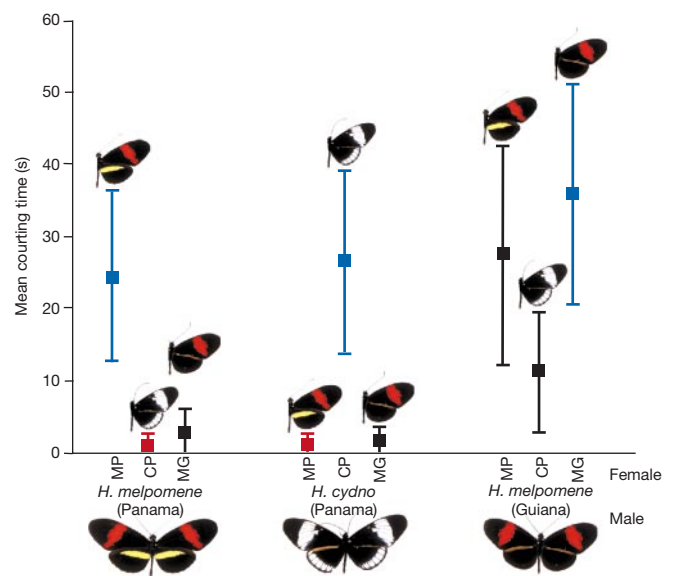 60
50
40
30
20
10
0
Mean courting time (s)
MP CP MG MP CP MG MP CP MG
Female
H. melpomene H. cydno H. melpomene
(Panama) (Panama) (Guiana)
Male